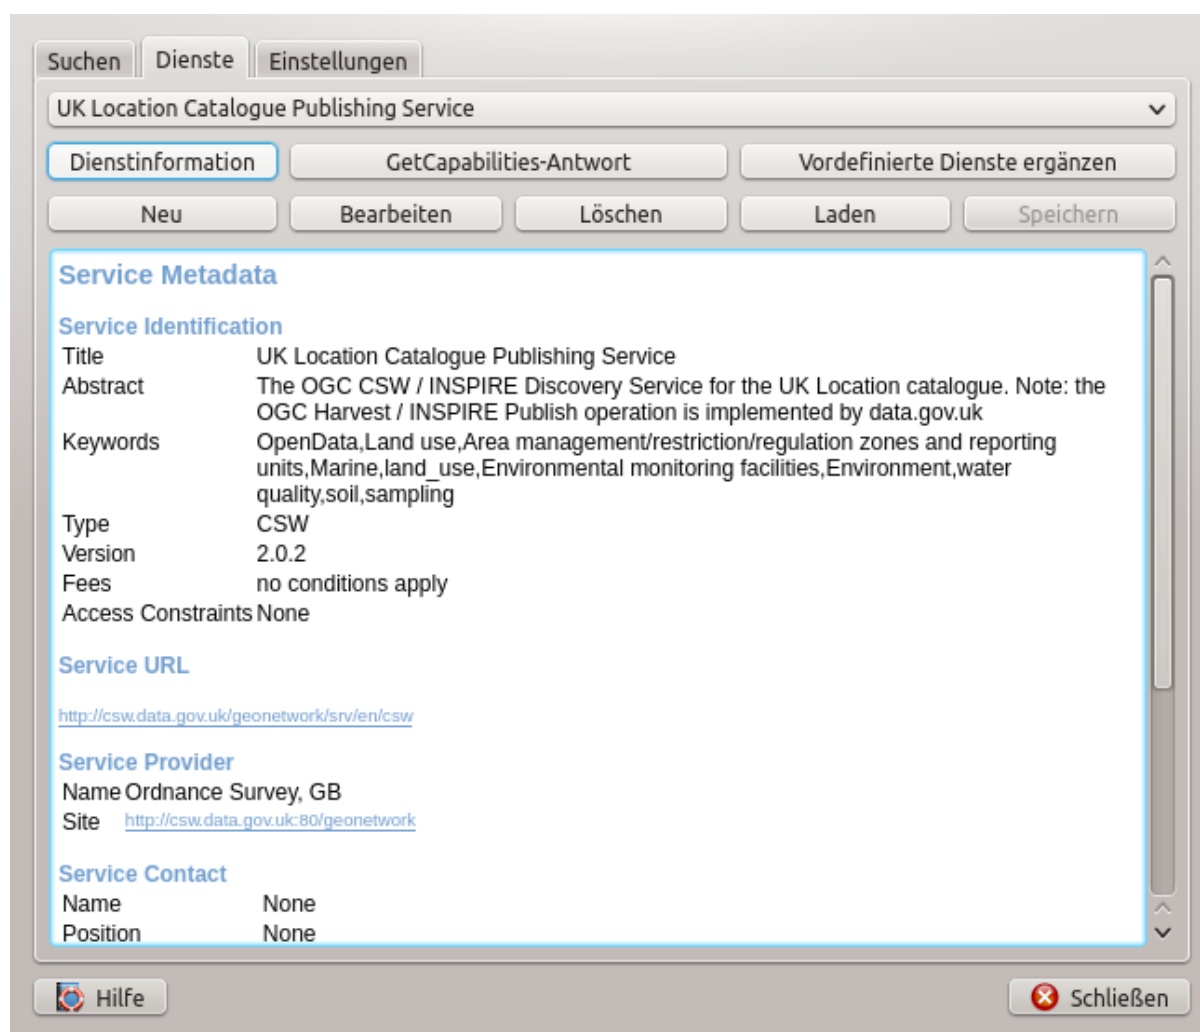 Suchen Dienste Einstellungen
UK Location Catalogue Publishing Service
Dienstinformation GetCapabilities-Antwort Vordefinierte Dienste ergänzen
Neu Bearbeiten Löschen Laden Speichern
Service Metadata
Service Identification
Title UK Location Catalogue Publishing Service
Abstract The OGC CSW / INSPIRE Discovery Service for the UK Location catalogue. Note: the
OGC Harvest / INSPIRE Publish operation is implemented by data.gov.uk
Keywords OpenData,Land use,Area management/restriction/regulation zones and reporting
units,Marine,land_use,Environmental monitoring facilities,Environment,water
quality,soil,sampling
Type CSW
Version 2.0.2
Fees no conditions apply
Access Constraints None
Service URL
http://csw.data.gov.uk/geonetwork/srv/en/csw
Service Provider
Name Ordnance Survey, GB
Site http://csw.data.gov.uk:80/geonetwork
Service Contact
Name None
Position None
Hilfe Schließen